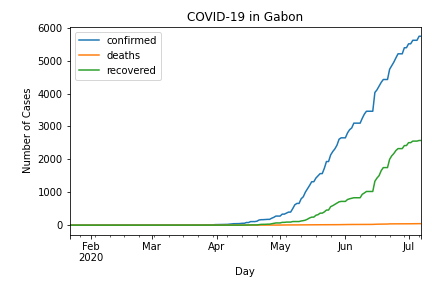 COVID-19 in Gabon
confirmed
deaths
recovered
Number of Cases
6000
5000
4000
3000
2000
1000
0
Feb Mar Apr May Jun Jul
2020
Day